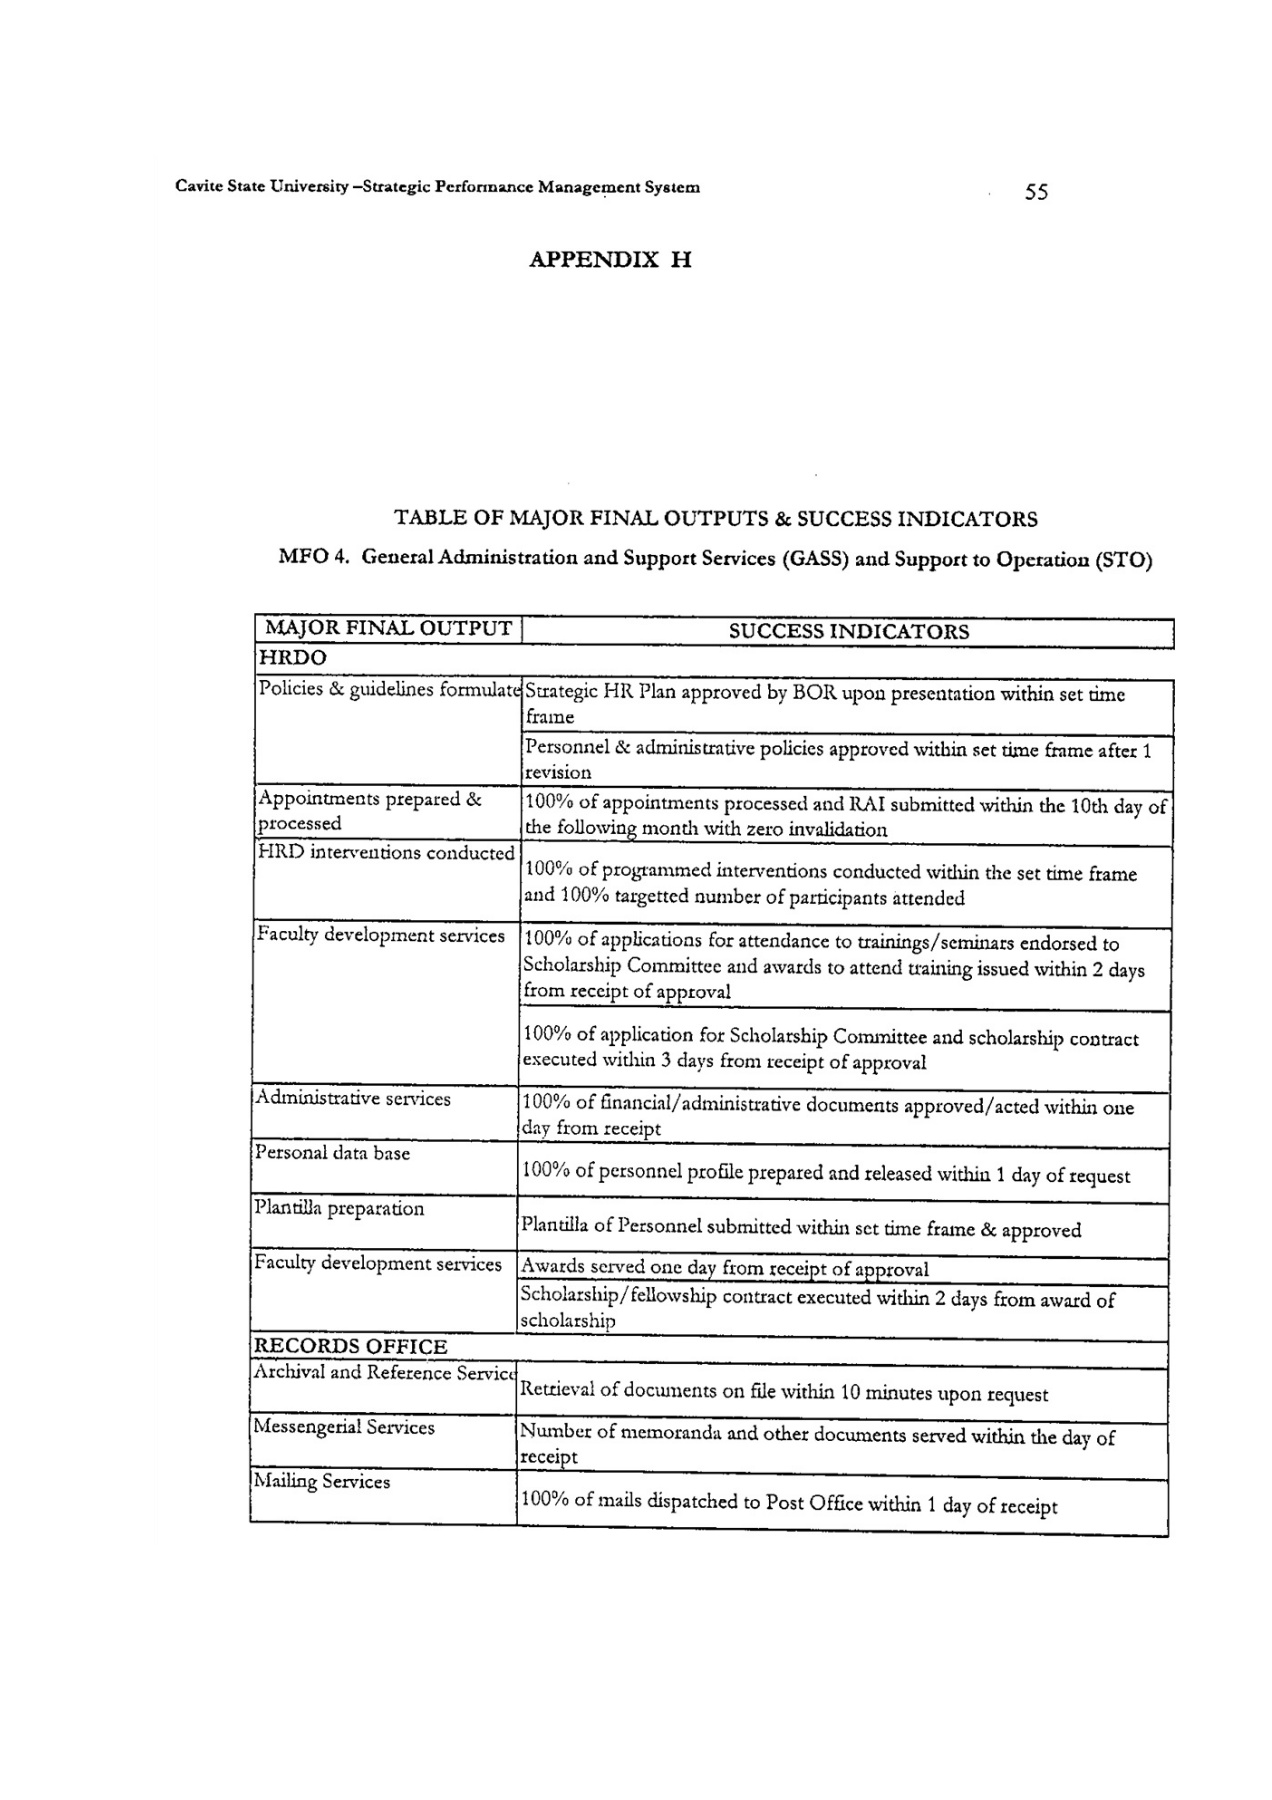 Cavite State University –Strategic Performance Management System
55
APPENDIX H
TABLE OF MAJOR FINAL OUTPUTS & SUCCESS INDICATORS
MFO 4. General Administration and Support Services (GASS) and Support to Operation (STO)
MAJOR FINAL OUTPUT
SUCCESS INDICATORS
HRDO
Policies & guidelines formulate
Strategic HR Plan approved by BOR upon presentation within set time
frame
Personnel & administrative policies approved within set time frame after 1
revision
Appointments prepared &
processed
100% of appointments processed and RAI submitted within the 10th day of
the following month with zero invalidation
HRD interventions conducted
100% of programmed interventions conducted within the set time frame
and 100% targetted number of participants attended
Faculty development services
100% of applications for attendance to trainings/seminars endorsed to
Scholarship Committee and awards to attend training issued within 2 days
from receipt of approval
100% of application for Scholarship Committee and scholarship contract
executed within 3 days from receipt of approval
Administrative services
100% of financial/administrative documents approved/acted within one
day from receipt
Personal data base
100% of personnel profile prepared and released within 1 day of request
Plantilla preparation
Plantilla of Personnel submitted within set time frame & approved
Faculty development services
Awards served one day from receipt of approval
Scholarship/fellowship contract executed within 2 days from award of
scholarship
RECORDS OFFICE
Archival and Reference Service
Retrieval of documents on file within 10 minutes upon request
Messengerial Services
Number of memoranda and other documents served within the day of
receipt
Mailing Services
100% of mails dispatched to Post Office within 1 day of receipt